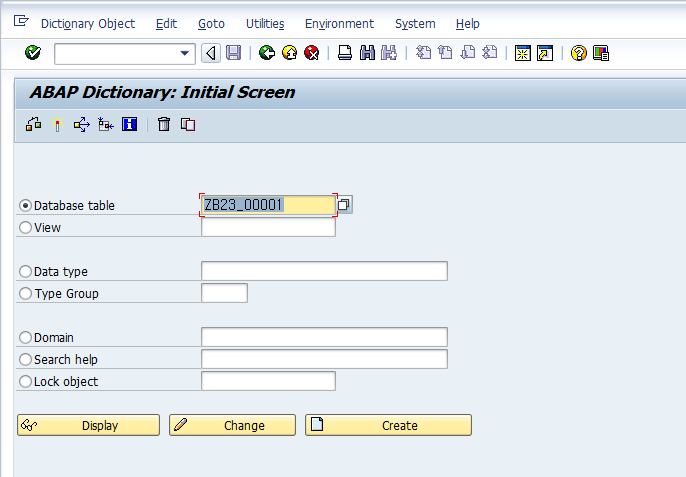 Dictionary Object Edit Goto Utilities Environment System Help
ABAP Dictionary: Initial Screen
Database table ZB23_00001
View
Data type
Type Group
Domain
Search help
Lock object
Display Change Create